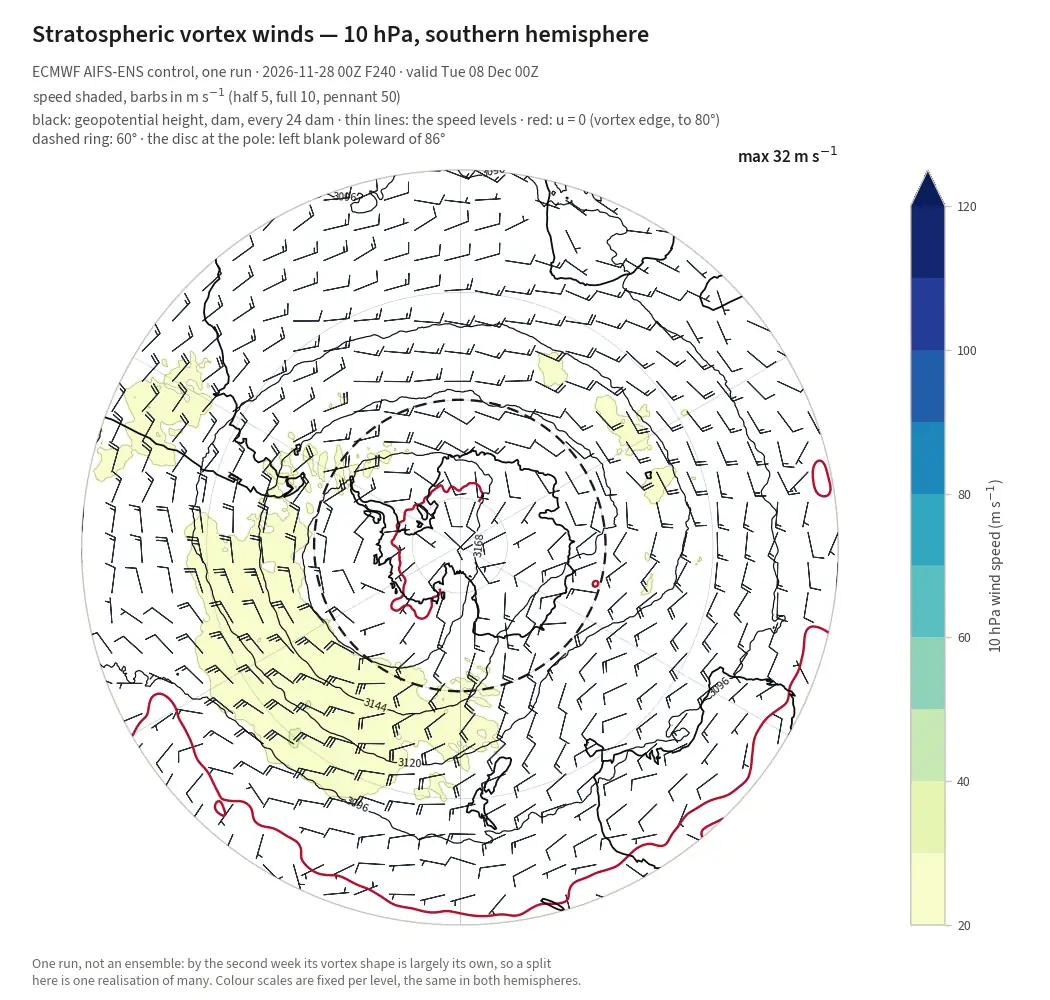 Stratospheric vortex winds — 10 hPa, southern hemisphere
ECMWF AIFS-ENS control, one run · 2026-11-28 00Z F240 · valid Tue 08 Dec 00Z
speed shaded, barbs in m s⁻¹ (half 5, full 10, pennant 50)
black: geopotential height, dam, every 24 dam · thin lines: the speed levels · red: u = 0 (vortex edge, to 80°)
dashed ring: 60° · the disc at the pole: left blank poleward of 86°
max 32 m s⁻¹
3096
3096
3168
3096
3144
3120
3096
120
100
80
60
40
20
10 hPa wind speed (m s⁻¹)
One run, not an ensemble: by the second week its vortex shape is largely its own, so a split
here is one realisation of many. Colour scales are fixed per level, the same in both hemispheres.